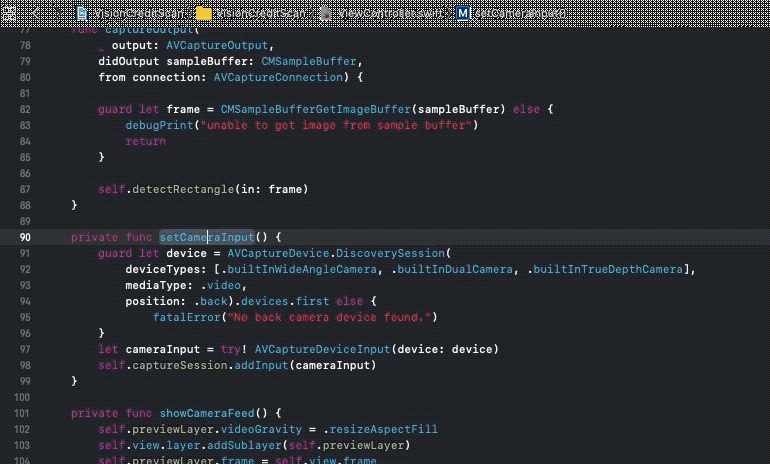 VisionCreditScan VisionCreditScan ViewController.swift
77 func captureOutput(
78 _ output: AVCaptureOutput,
79 didOutput sampleBuffer: CMSampleBuffer,
80 from connection: AVCaptureConnection) {
81
82 guard let frame = CMSampleBufferGetImageBuffer(sampleBuffer) else {
83 debugPrint("unable to get image from sample buffer")
84 return
85 }
86
87 self.detectRectangle(in: frame)
88 }
89
90 private func setCameraInput() {
91 guard let device = AVCaptureDevice.DiscoverySession(
92 deviceTypes: [.builtInWideAngleCamera, .builtInDualCamera, .builtInTrueDepthCamera],
93 mediaType: .video,
94 position: .back).devices.first else {
95 fatalError("No back camera device found.")
96 }
97 let cameraInput = try! AVCaptureDeviceInput(device: device)
98 self.captureSession.addInput(cameraInput)
99 }
100
101 private func showCameraFeed() {
102 self.previewLayer.videoGravity = .resizeAspectFill
103 self.view.layer.addSublayer(self.previewLayer)
104 self.previewLayer.frame = self.view.frame